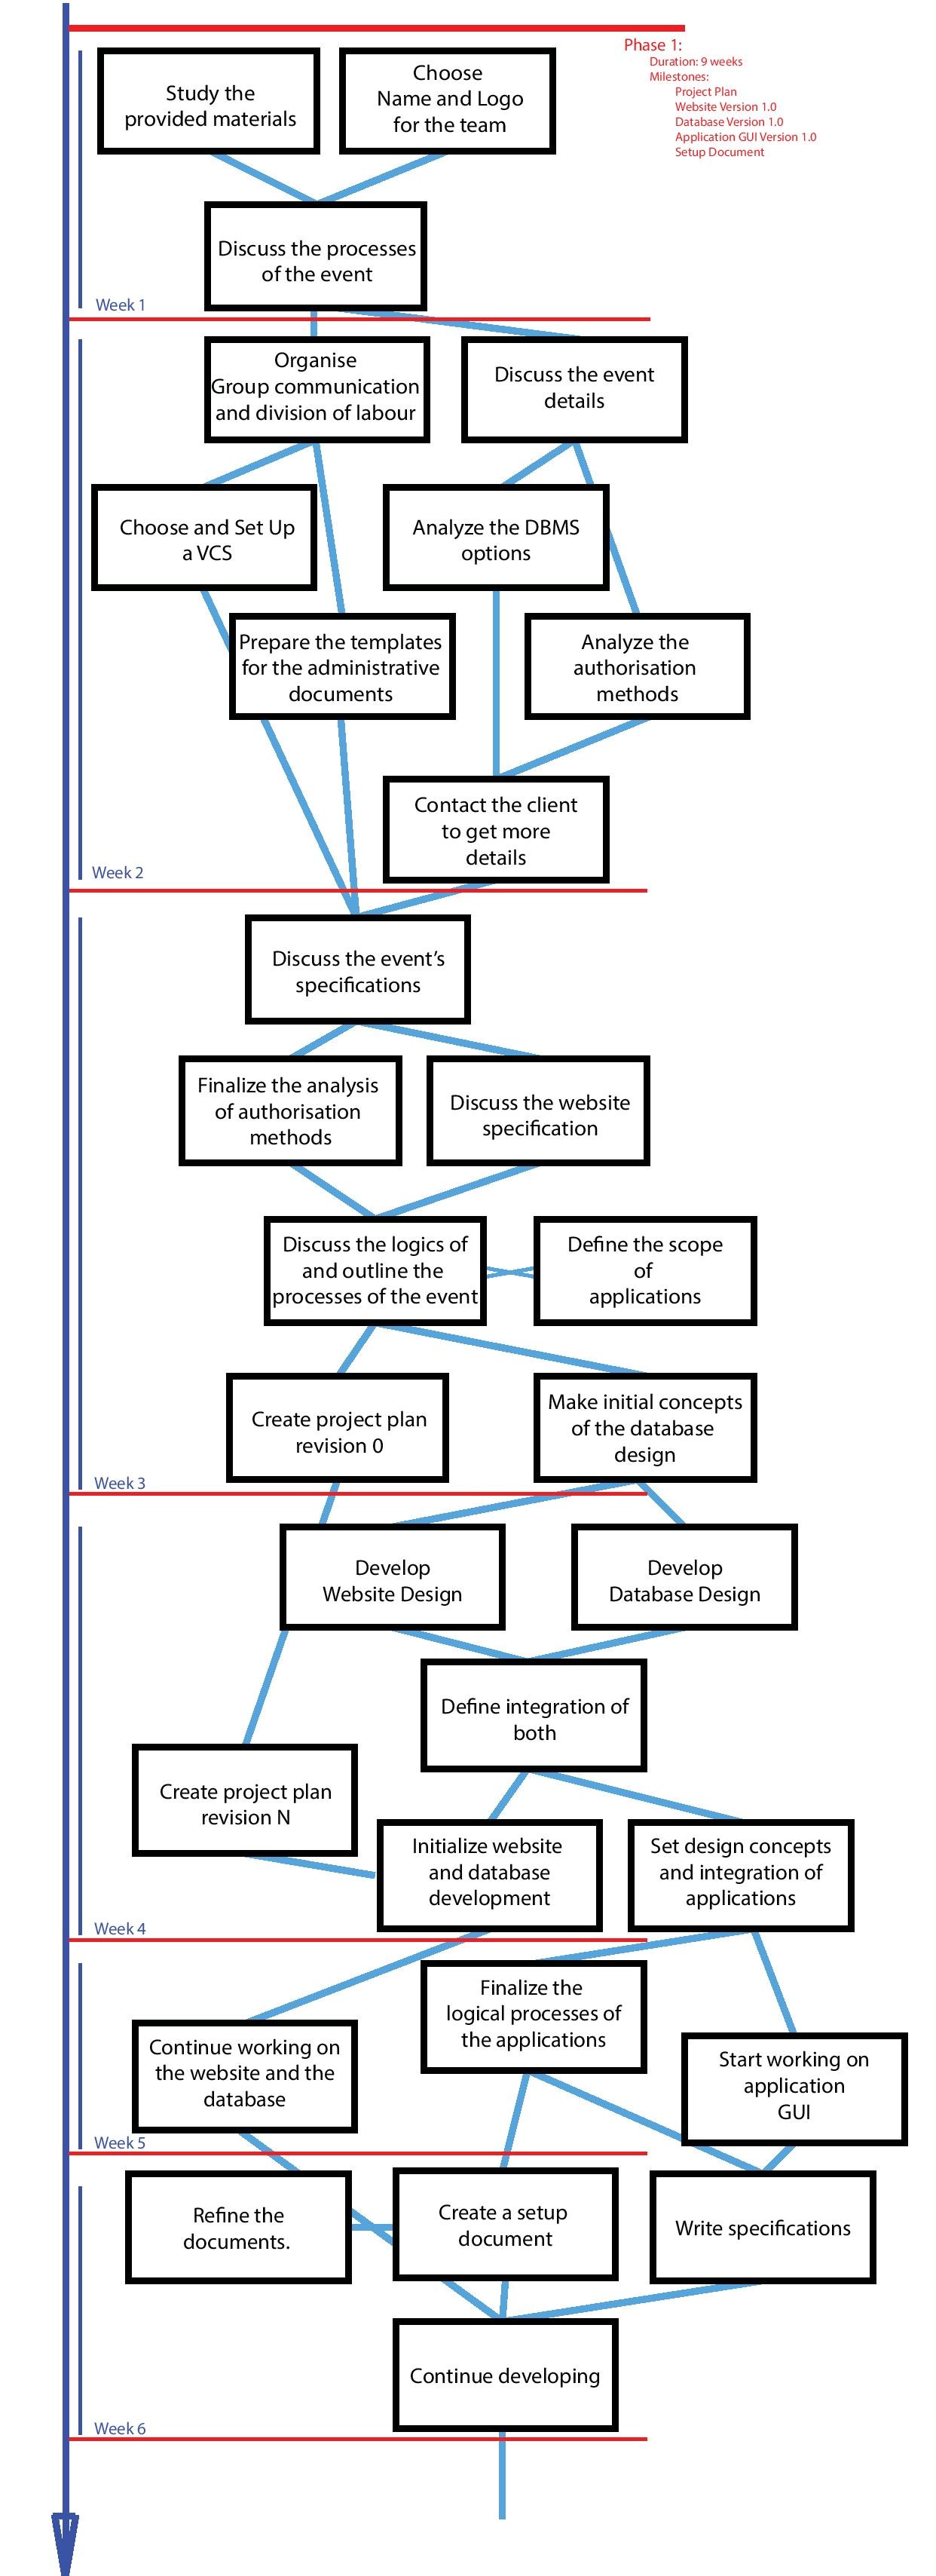 Phase 1:
Duration: 9 weeks
Milestones:
Project Plan
Website Version 1.0
Database Version 1.0
Application GUI Version 1.0
Setup Document
Study the
provided materials
Choose
Name and Logo
for the team
Discuss the processes
of the event
Week 1
Organise
Group communication
and division of labour
Discuss the event
details
Choose and Set Up
a VCS
Analyze the DBMS
options
Prepare the templates
for the administrative
documents
Analyze the
authorisation
methods
Contact the client
to get more
details
Week 2
Discuss the event’s
specifications
Finalize the analysis
of authorisation
methods
Discuss the website
specification
Discuss the logics of
and outline the
processes of the event
Define the scope
of
applications
Create project plan
revision 0
Make initial concepts
of the database
design
Week 3
Develop
Website Design
Develop
Database Design
Define integration of
both
Create project plan
revision N
Initialize website
and database
development
Set design concepts
and integration of
applications
Week 4
Finalize the
logical processes of
the applications
Continue working on
the website and the
database
Start working on
application
GUI
Week 5
Refine the
documents.
Create a setup
document
Write specifications
Continue developing
Week 6